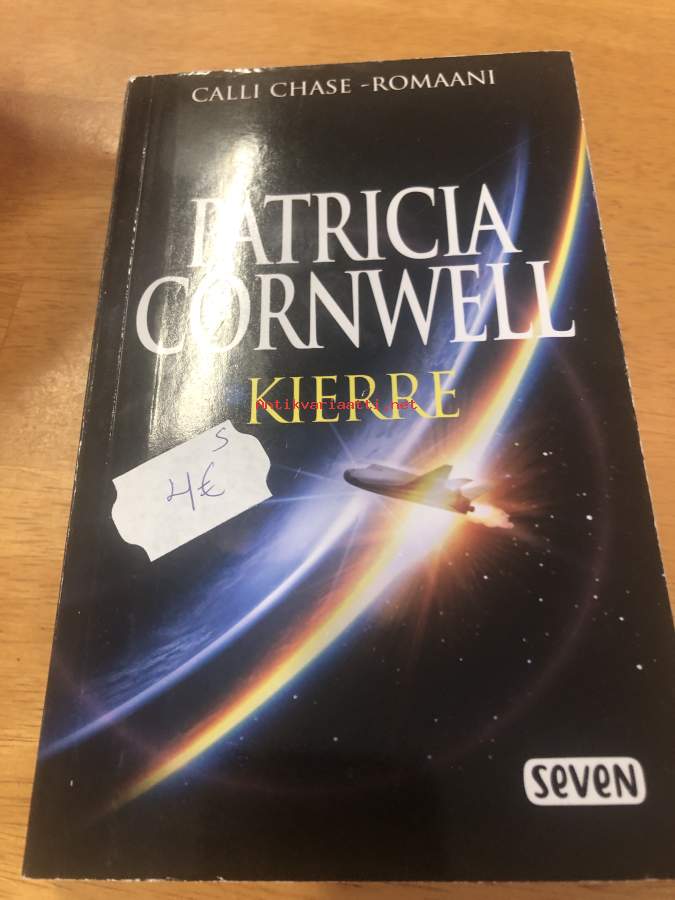 CALLI CHASE -ROMAANI
PATRICIA
CORNWELL
KIERRE
Antikvariaatti.net
S
4€
SEVEN